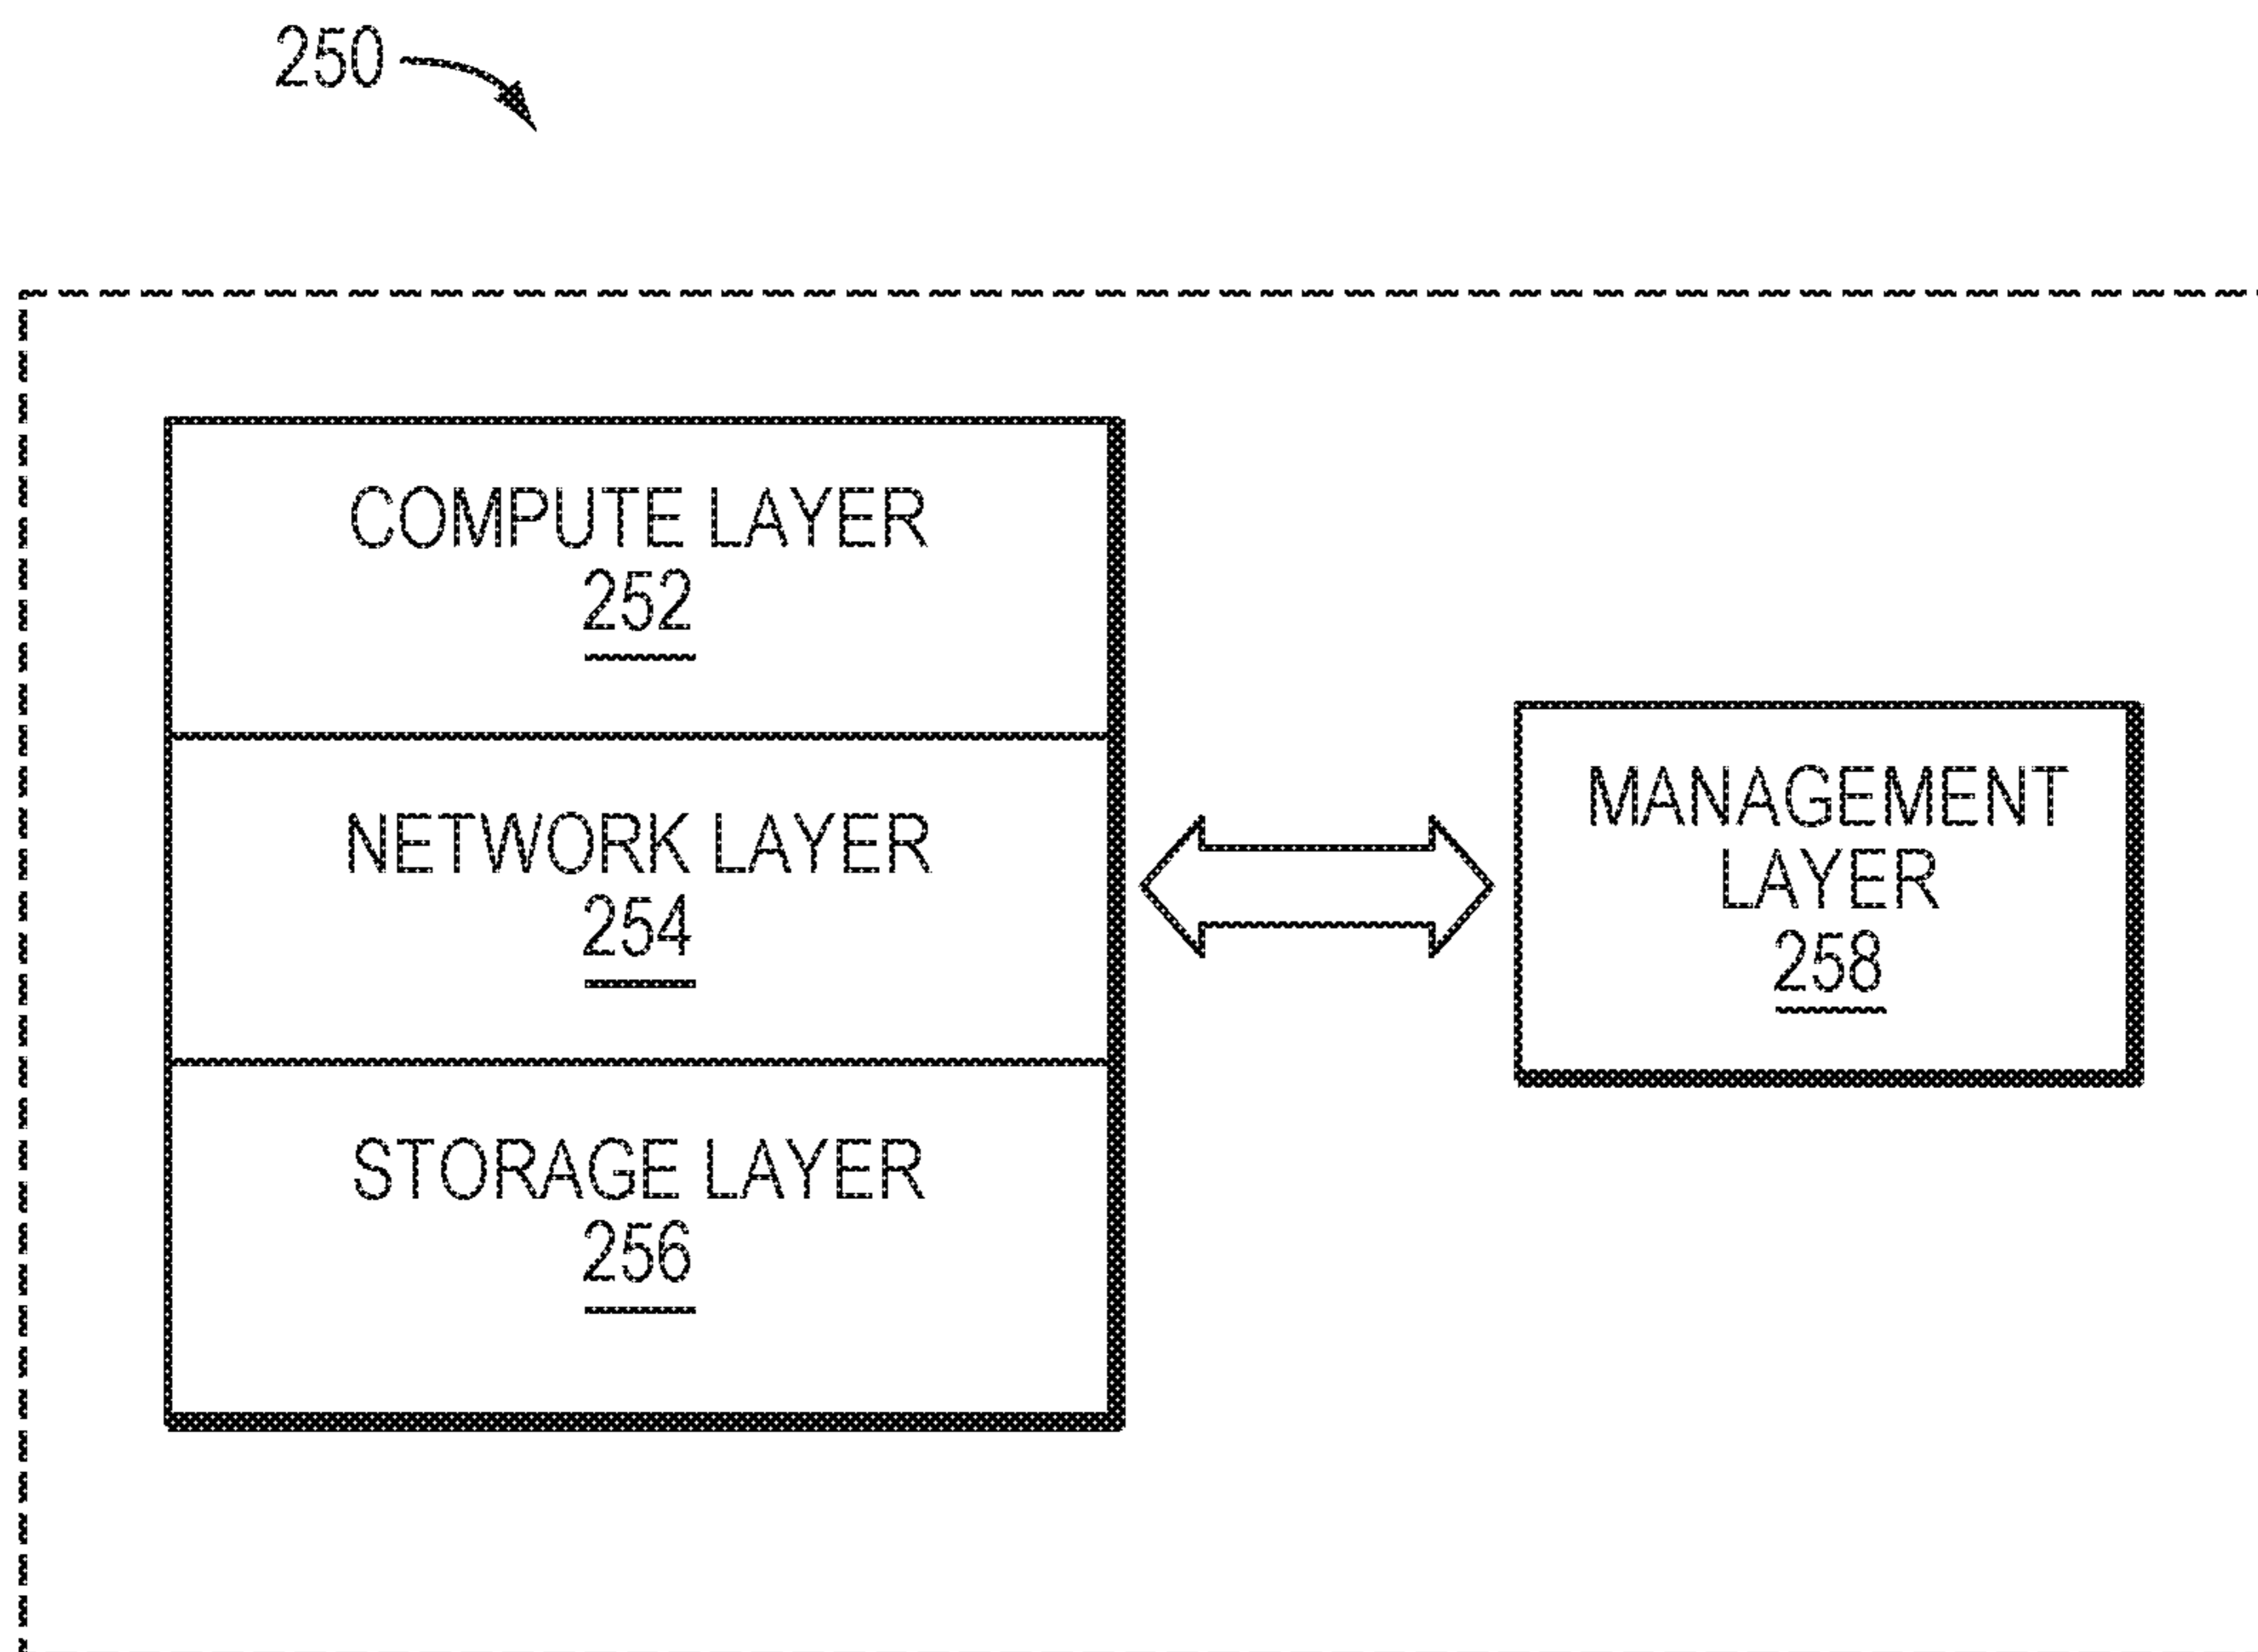 250
COMPUTE LAYER
252
NETWORK LAYER
254
STORAGE LAYER
256
MANAGEMENT
LAYER
258